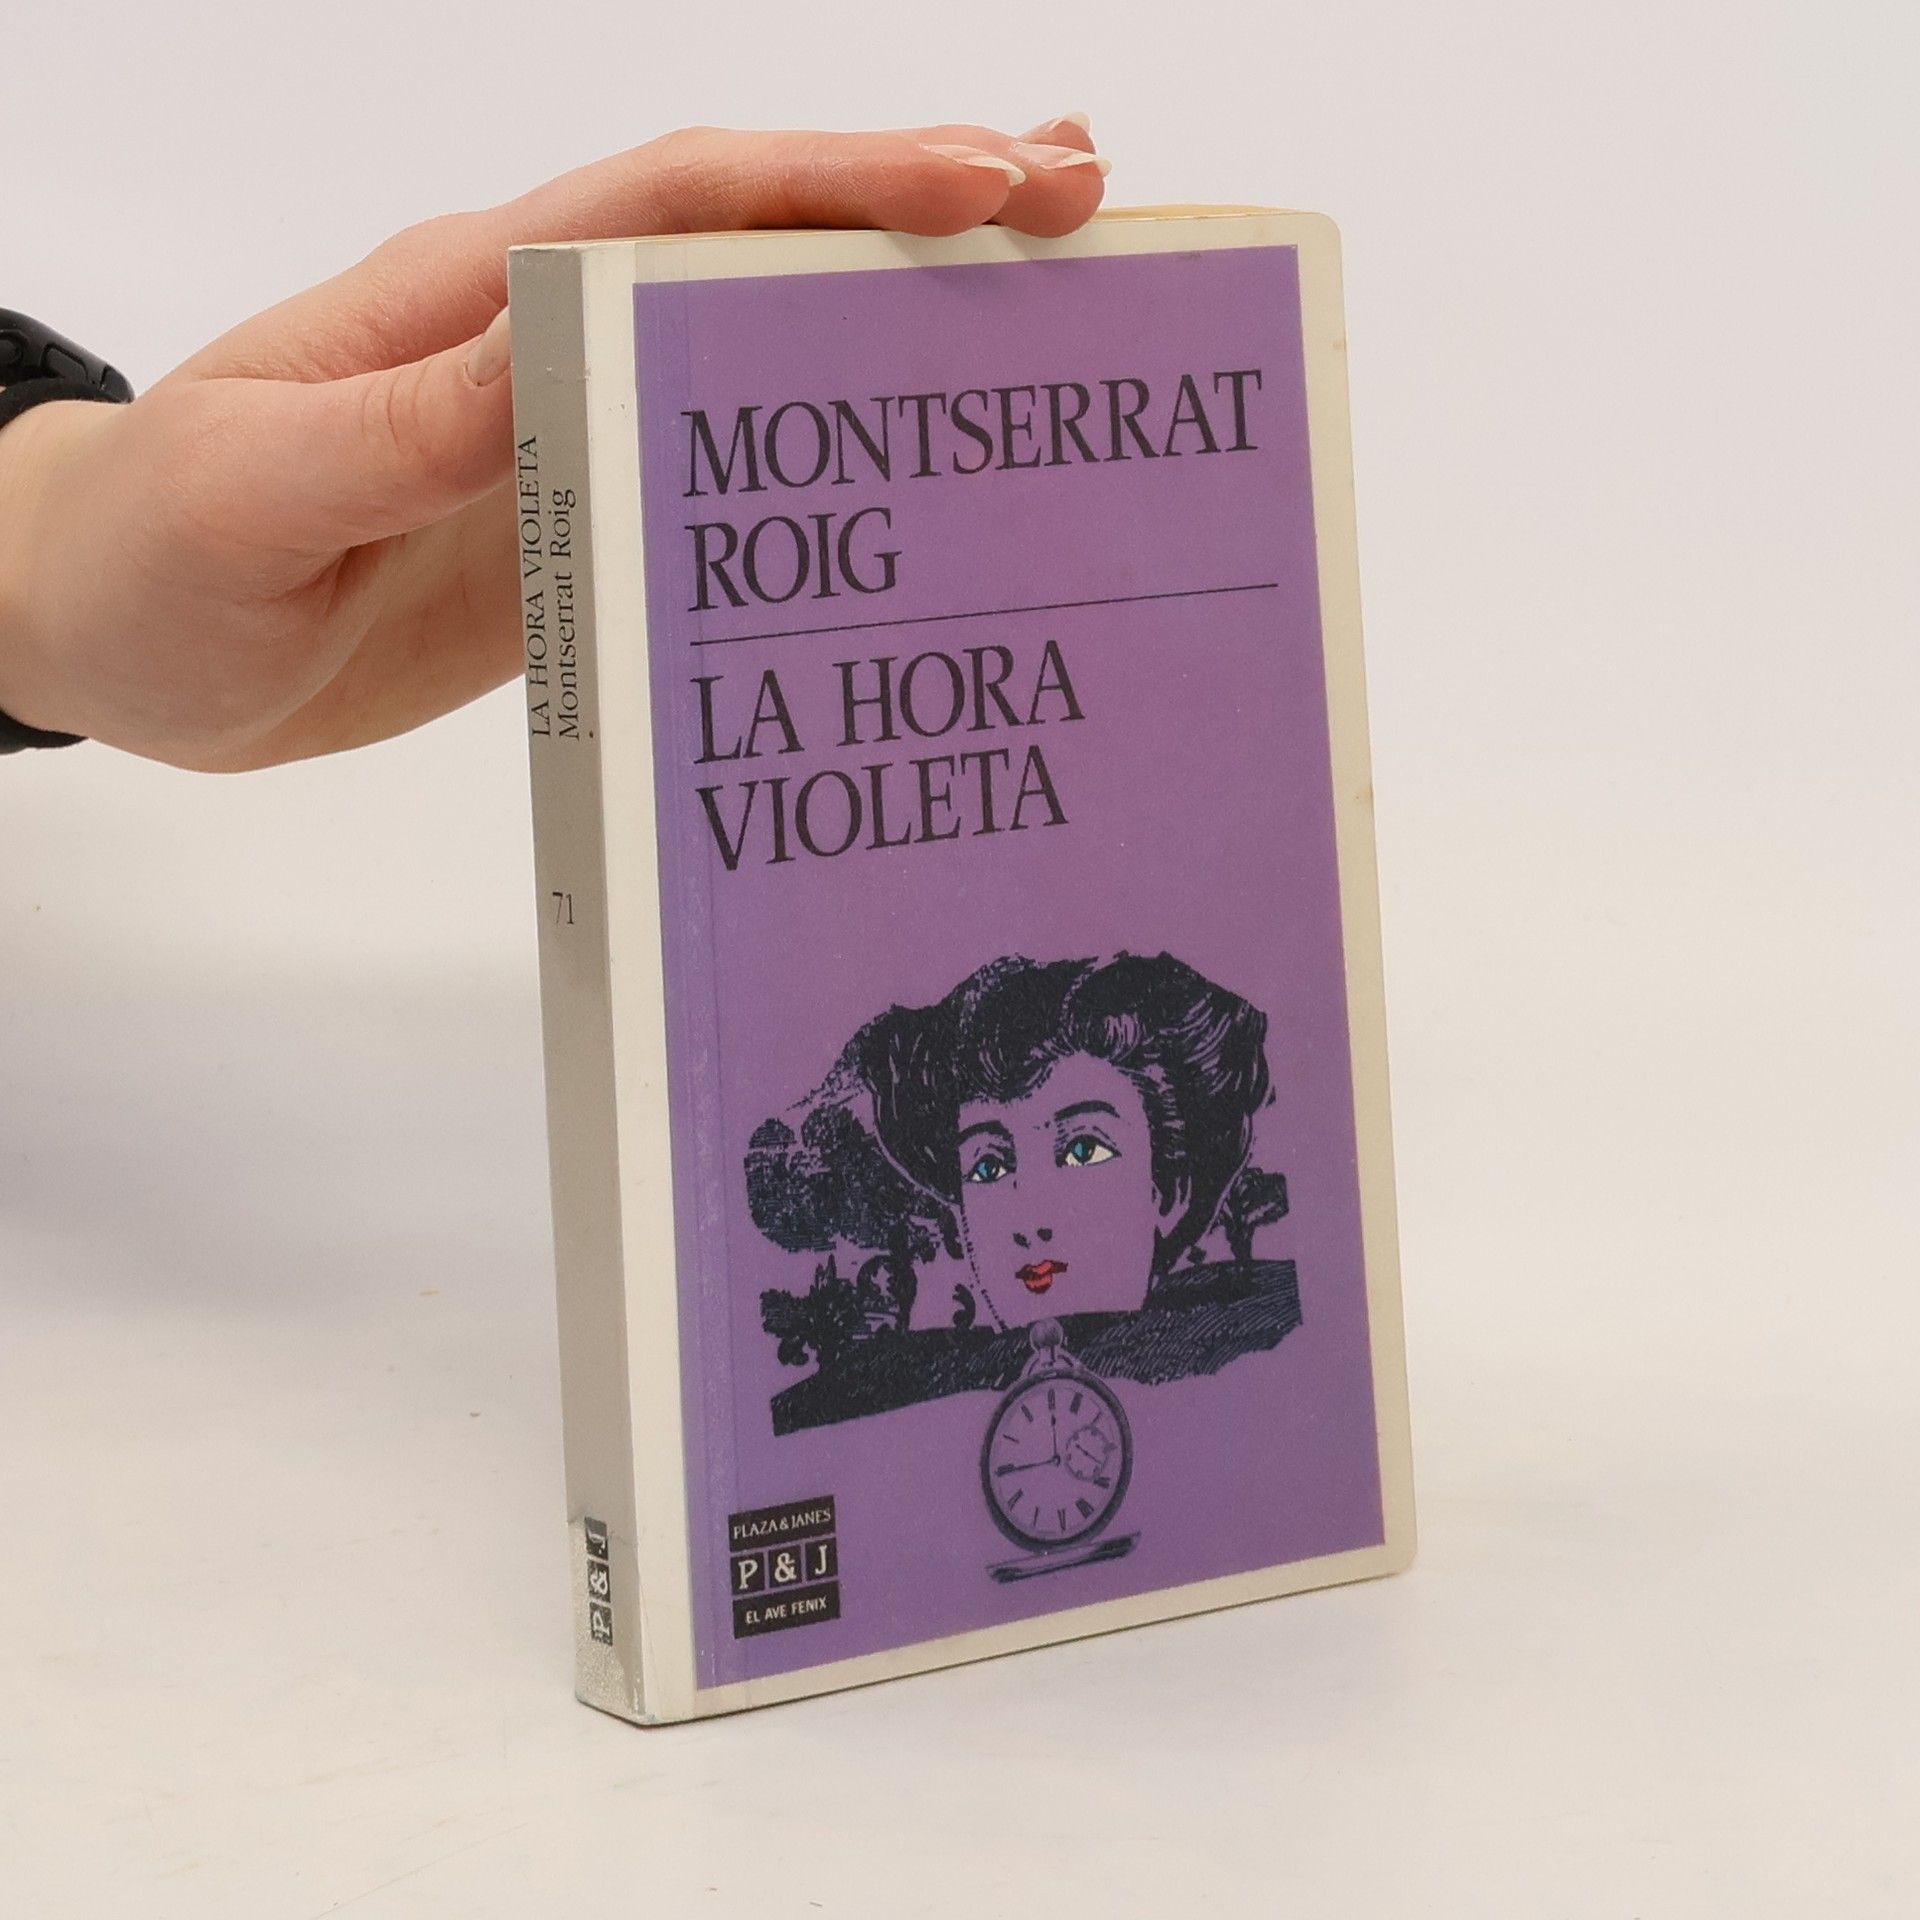 MONTSERRAT
ROIG
LA HORA
VIOLETA
PLAZA & JANES
P & J
EL AVE FENIX
LA HORA VIOLETA
Montserrat Roig
71
P & J